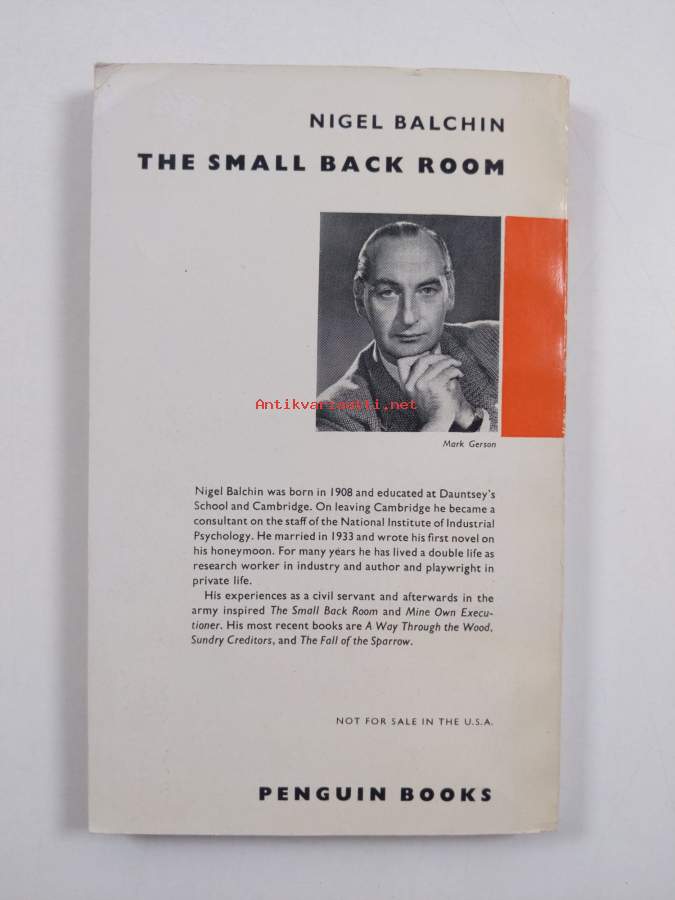 NIGEL BALCHIN
THE SMALL BACK ROOM
Antikvariaatti.net
Mark Gerson
Nigel Balchin was born in 1908 and educated at Dauntsey's
School and Cambridge. On leaving Cambridge he became a
consultant on the staff of the National Institute of Industrial
Psychology. He married in 1933 and wrote his first novel on
his honeymoon. For many years he has lived a double life as
research worker in industry and author and playwright in
private life.
His experiences as a civil servant and afterwards in the
army inspired The Small Back Room and Mine Own Execu-
tioner. His most recent books are A Way Through the Wood,
Sundry Creditors, and The Fall of the Sparrow.
NOT FOR SALE IN THE U.S.A.
PENGUIN BOOKS